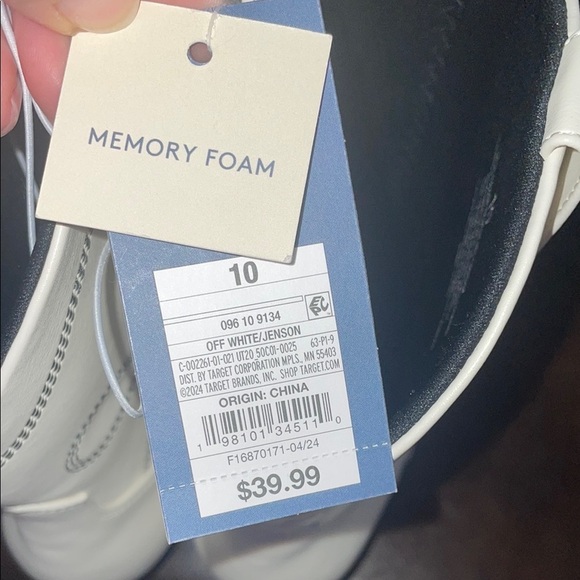 MEMORY FOAM
10
096 10 9134
OFF WHITE/JENSON
C-002261-01-021 UT20 50C01-0025 63-P1-9
DIST. BY TARGET CORPORATION MPLS., MN 55403
©2024 TARGET BRANDS, INC. SHOP TARGET.COM
ORIGIN: CHINA
1 98101 34511 0
F16870171-04/24
$39.99